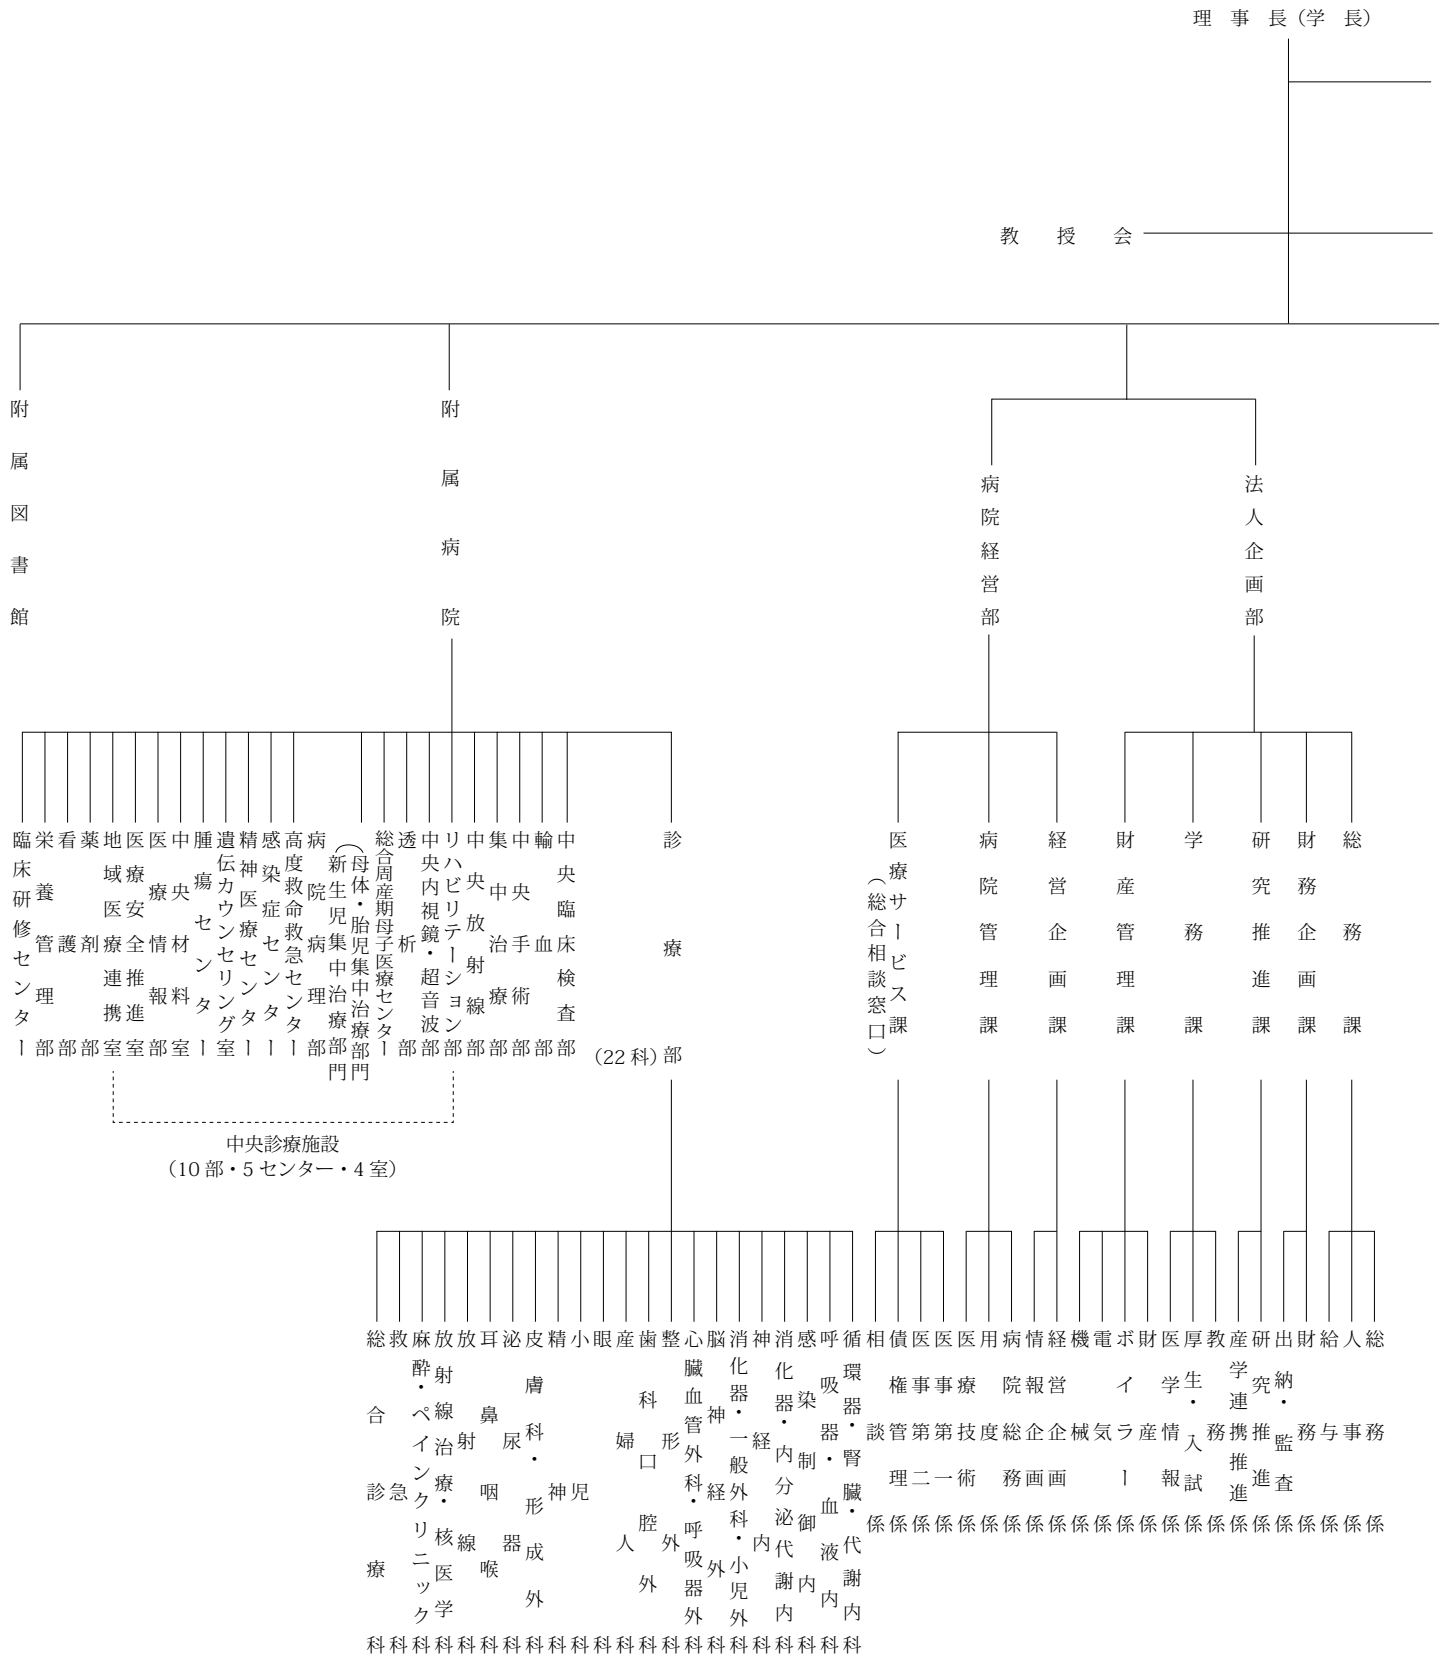 理事長（学長）
教授会
附属図書館
附属病院
病院経営部
法人企画部
臨床研修センター
栄養管理部
看護部
薬剤部
地域医療連携室
医療安全推進室
医療情報部
中央材料室
腫瘍センター
遺伝カウンセリング室
精神医療センター
感染症センター
高度救命救急センター
病院病理部
（母体・胎児集中治療部門
新生児集中治療部門
総合周産期母子医療センター
透析部
中央内視鏡・超音波部
リハビリテーション部
中央放射線部
集中治療部
中央手術部
輸血部
中央臨床検査部
診療部
（22科）
医療サービス課
（総合相談窓口）
病院管理課
経営企画課
財産管理課
学務課
研究推進課
財務企画課
総務課
中央診療施設
（10部・5センター・4室）
総合診療科
救急科
麻酔・ペインクリニック科
放射線治療・核医学科
放射線科
耳鼻咽喉科
泌尿器科
皮膚科・形成外科
精神科
小児科
眼科
産婦人科
歯科口腔外科
整形外科
心臓血管外科・呼吸器外科
脳神経外科
消化器・一般外科・小児外科
神経内科
消化器・内分泌代謝内科
感染制御内科
呼吸器・血液内科
循環器・腎臓・代謝内科
相談係
債権管理係
医事第二係
医事第一係
医療技術係
用度係
病院総務係
情報企画係
経営企画係
機械係
電気係
ボイラー係
財産係
医学情報係
厚生・入試係
教務係
産学連携推進係
研究推進係
出納・監査係
財務係
給与係
人事係
総務係